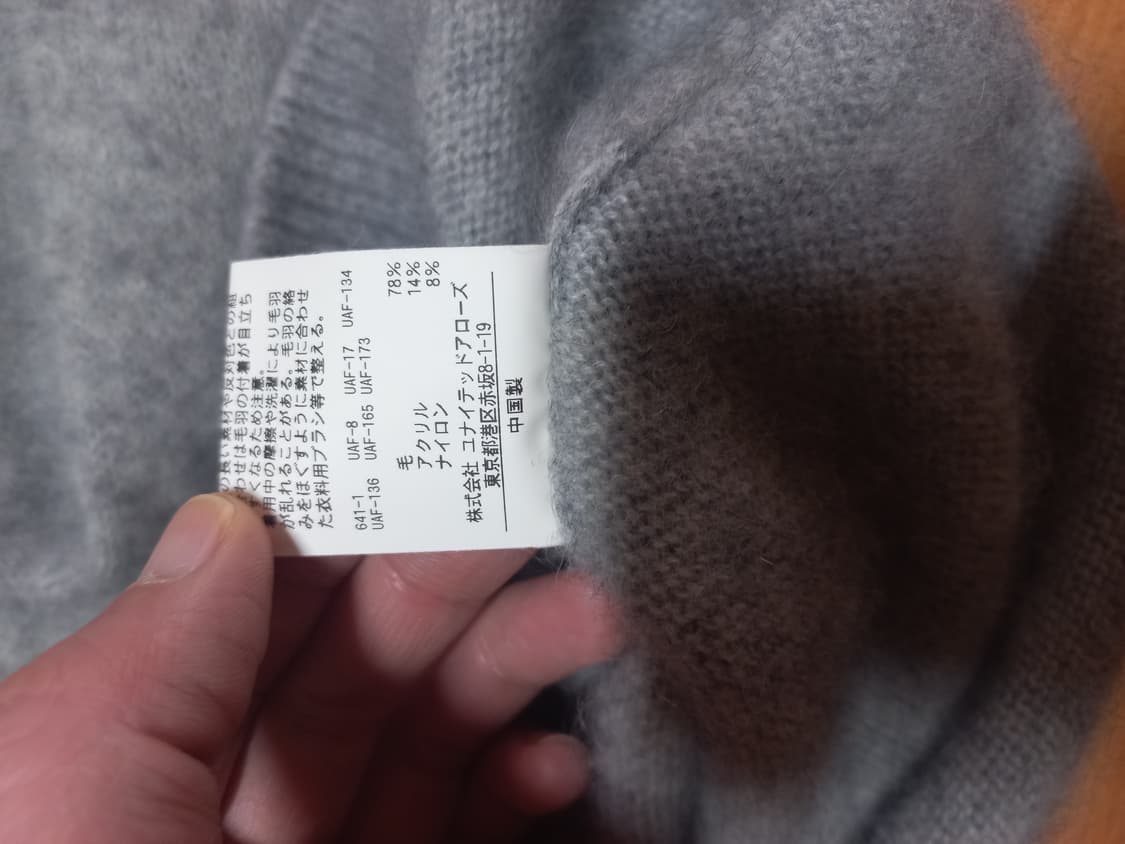 長い素材や反対色との組
わせは毛羽の付着が目立ち
くなるため注意。
着用中の摩擦や洗濯により毛羽
が乱れることがある。毛羽の絡
みをほぐすように素材に合わせ
た衣料用ブラシ等で整える。
641-1 UAF-8 UAF-17 UAF-134
UAF-136 UAF-165 UAF-173
毛 78%
アクリル 14%
ナイロン 8%
株式会社 ユナイテッドアローズ
東京都港区赤坂8-1-19
中国製